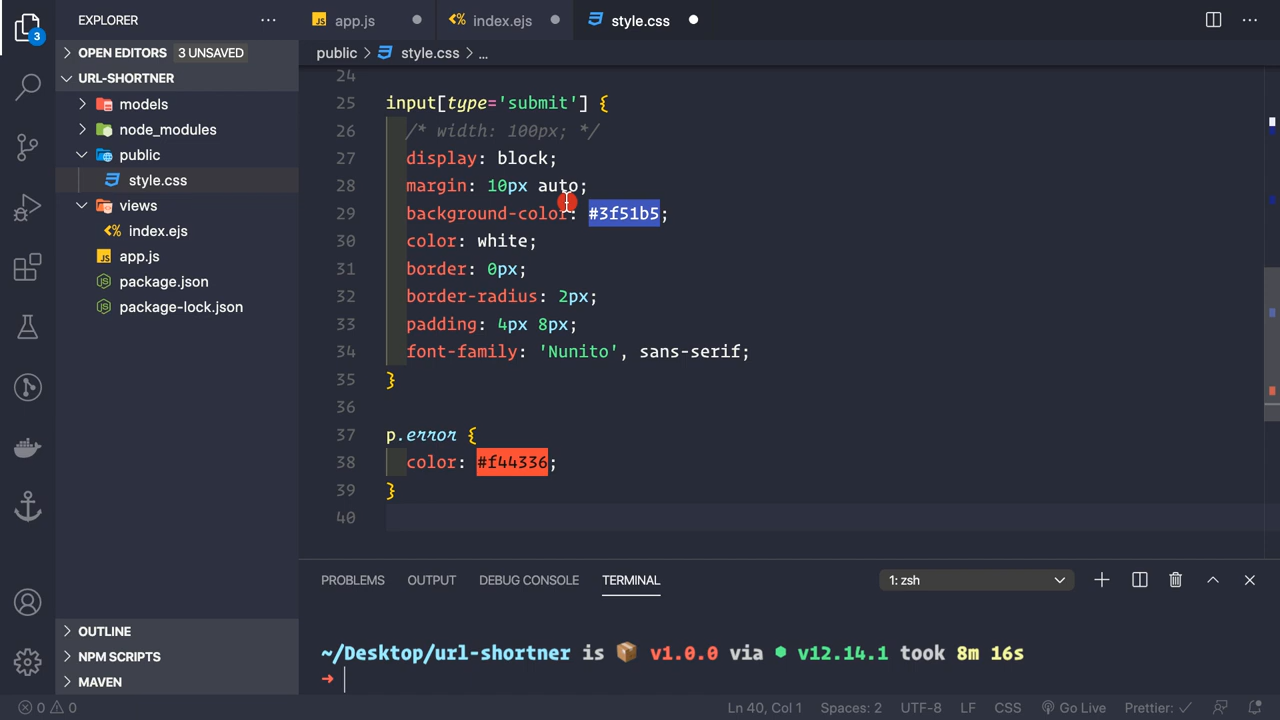 EXPLORER ···
app.js
index.ejs
style.css
···
3
OPEN EDITORS 3 UNSAVED
URL-SHORTNER
models
node_modules
public
style.css
views
index.ejs
app.js
package.json
package-lock.json
OUTLINE
NPM SCRIPTS
MAVEN
public > style.css > ...
24
25 input[type='submit'] {
26 /* width: 100px; */
27 display: block;
28 margin: 10px auto;
29 background-color: #3f51b5;
30 color: white;
31 border: 0px;
32 border-radius: 2px;
33 padding: 4px 8px;
34 font-family: 'Nunito', sans-serif;
35 }
36
37 p.error {
38 color: #f44336;
39 }
40
PROBLEMS OUTPUT DEBUG CONSOLE TERMINAL 1: zsh
~/Desktop/url-shortner is 📦 v1.0.0 via ⬢ v12.14.1 took 8m 16s
➜
0 0 Ln 40, Col 1 Spaces: 2 UTF-8 LF CSS Go Live Prettier: ✓